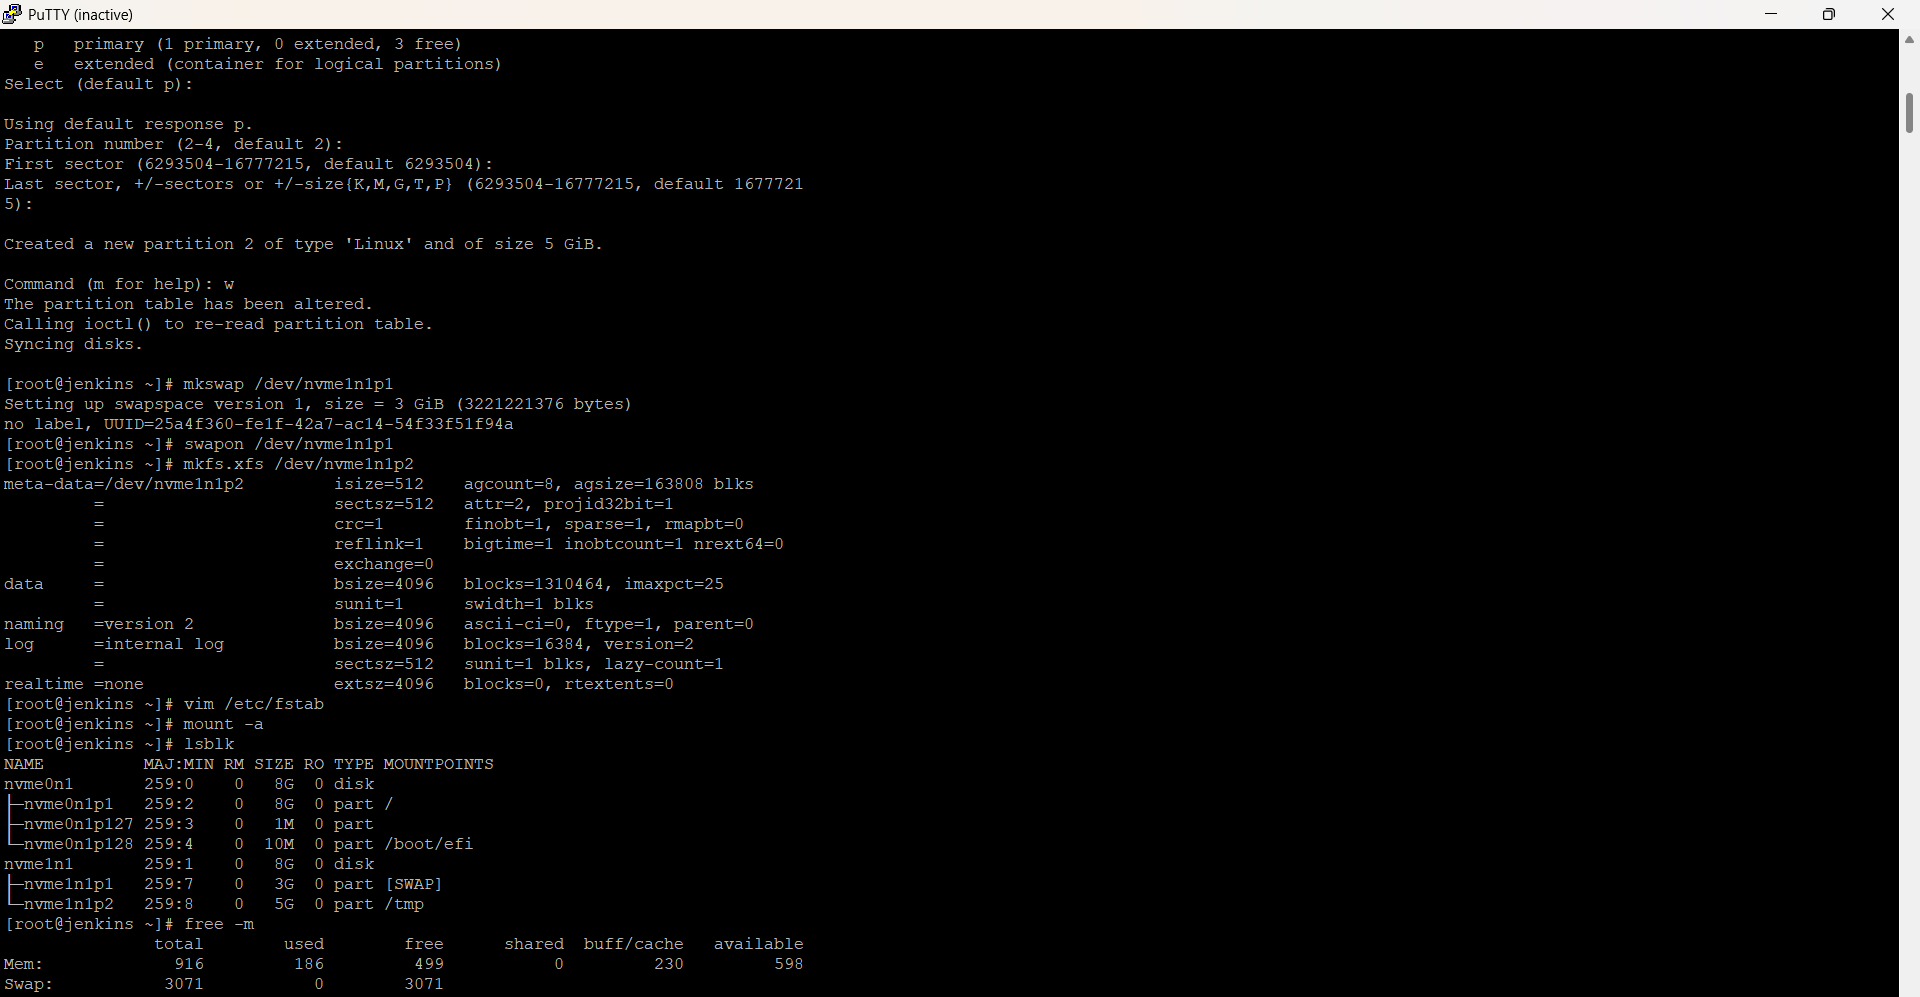 PuTTY (inactive)
   p   primary (1 primary, 0 extended, 3 free)
   e   extended (container for logical partitions)
Select (default p):
Using default response p.
Partition number (2-4, default 2):
First sector (6293504-16777215, default 6293504):
Last sector, +/-sectors or +/-size{K,M,G,T,P} (6293504-16777215, default 1677721
5):
Created a new partition 2 of type 'Linux' and of size 5 GiB.
Command (m for help): w
The partition table has been altered.
Calling ioctl() to re-read partition table.
Syncing disks.
[root@jenkins ~]# mkswap /dev/nvme1n1p1
Setting up swapspace version 1, size = 3 GiB (3221221376 bytes)
no label, UUID=25a4f360-fe1f-42a7-ac14-54f33f51f94a
[root@jenkins ~]# swapon /dev/nvme1n1p1
[root@jenkins ~]# mkfs.xfs /dev/nvme1n1p2
meta-data=/dev/nvme1n1p2         isize=512    agcount=8, agsize=163808 blks
         =                       sectsz=512   attr=2, projid32bit=1
         =                       crc=1        finobt=1, sparse=1, rmapbt=0
         =                       reflink=1    bigtime=1 inobtcount=1 nrext64=0
         =                       exchange=0
data     =                       bsize=4096   blocks=1310464, imaxpct=25
         =                       sunit=1      swidth=1 blks
naming   =version 2              bsize=4096   ascii-ci=0, ftype=1, parent=0
log      =internal log           bsize=4096   blocks=16384, version=2
         =                       sectsz=512   sunit=1 blks, lazy-count=1
realtime =none                   extsz=4096   blocks=0, rtextents=0
[root@jenkins ~]# vim /etc/fstab
[root@jenkins ~]# mount -a
[root@jenkins ~]# lsblk
NAME          MAJ:MIN RM SIZE RO TYPE MOUNTPOINTS
nvme0n1       259:0    0   8G  0 disk
├─nvme0n1p1   259:2    0   8G  0 part /
├─nvme0n1p127 259:3    0   1M  0 part
└─nvme0n1p128 259:4    0  10M  0 part /boot/efi
nvme1n1       259:1    0   8G  0 disk
├─nvme1n1p1   259:7    0   3G  0 part [SWAP]
└─nvme1n1p2   259:8    0   5G  0 part /tmp
[root@jenkins ~]# free -m
               total        used        free      shared  buff/cache   available
Mem:             916         186         499           0         230         598
Swap:           3071           0        3071